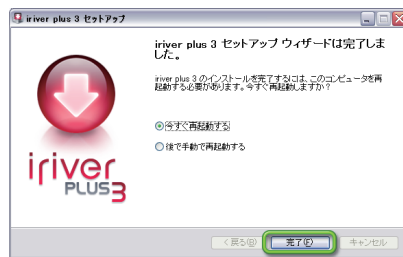 iriver plus 3 セットアップ
iriver plus 3 セットアップ ウィザードは完了しま
した。
iriver plus 3 のインストールを完了するには、このコンピュータを再
起動する必要があります。今すぐ再起動しますか?
今すぐ再起動する
後で手動で再起動する
iriver
PLUS3
< 戻る(B)
完了(F)
キャンセル